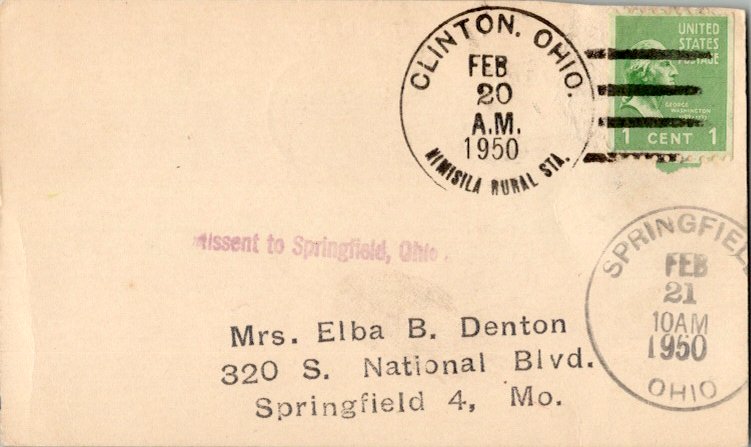 CLINTON, OHIO.
FEB
20
A.M.
1950
NIMISILA RURAL STA.
UNITED
STATES
POSTAGE
GEORGE
WASHINGTON
1 CENT 1
Missent to Springfield, Ohio.
SPRINGFIEL
FEB
21
10AM
1950
OHIO
Mrs. Elba B. Denton
320 S. National Blvd.
Springfield 4, Mo.